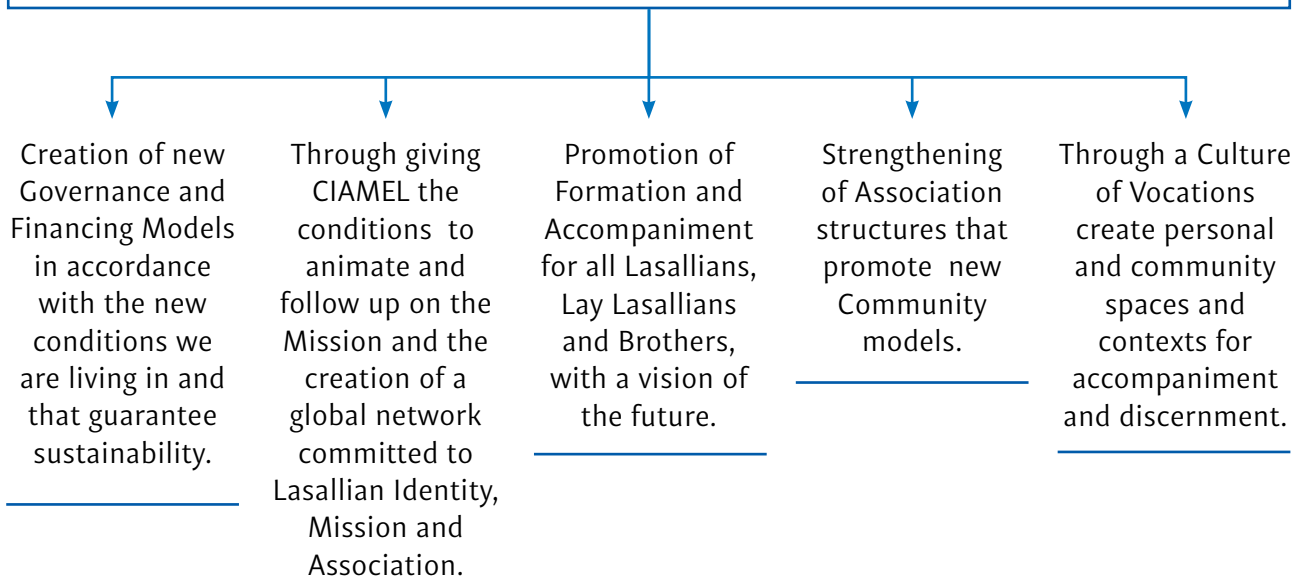 Creation of new
Governance and
Financing Models
in accordance
with the new
conditions we
are living in and
that guarantee
sustainability.
Through giving
CIAMEL the
conditions to
animate and
follow up on the
Mission and the
creation of a
global network
committed to
Lasallian Identity,
Mission and
Association.
Promotion of
Formation and
Accompaniment
for all Lasallians,
Lay Lasallians
and Brothers,
with a vision of
the future.
Strengthening
of Association
structures that
promote new
Community
models.
Through a Culture
of Vocations
create personal
and community
spaces and
contexts for
accompaniment
and discernment.